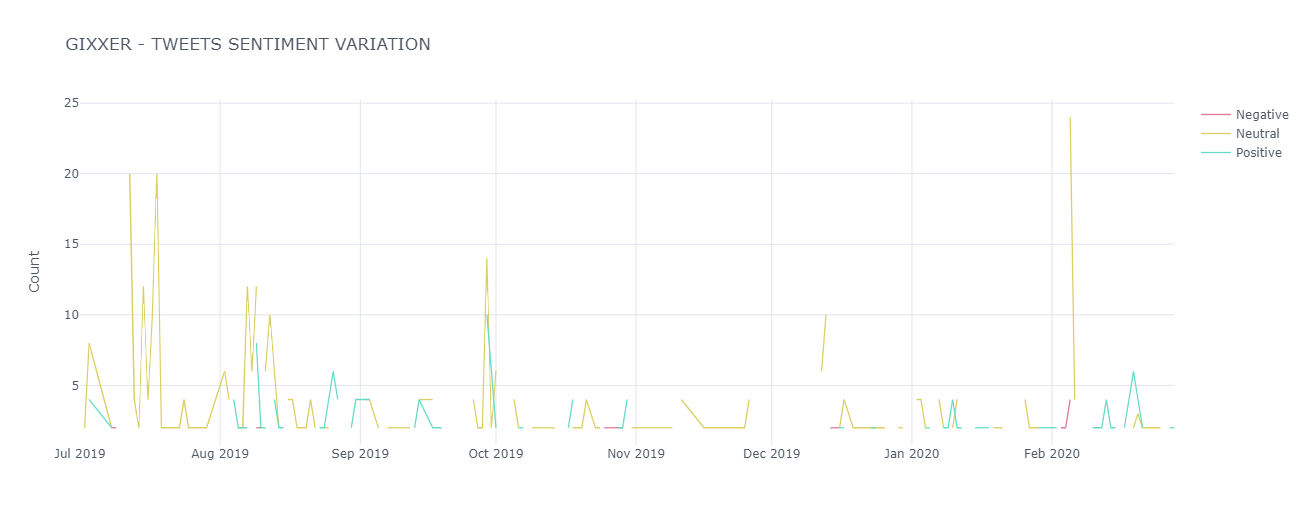 GIXXER - TWEETS SENTIMENT VARIATION
25
20
15
10
5
Count
Jul 2019
Aug 2019
Sep 2019
Oct 2019
Nov 2019
Dec 2019
Jan 2020
Feb 2020
Negative
Neutral
Positive